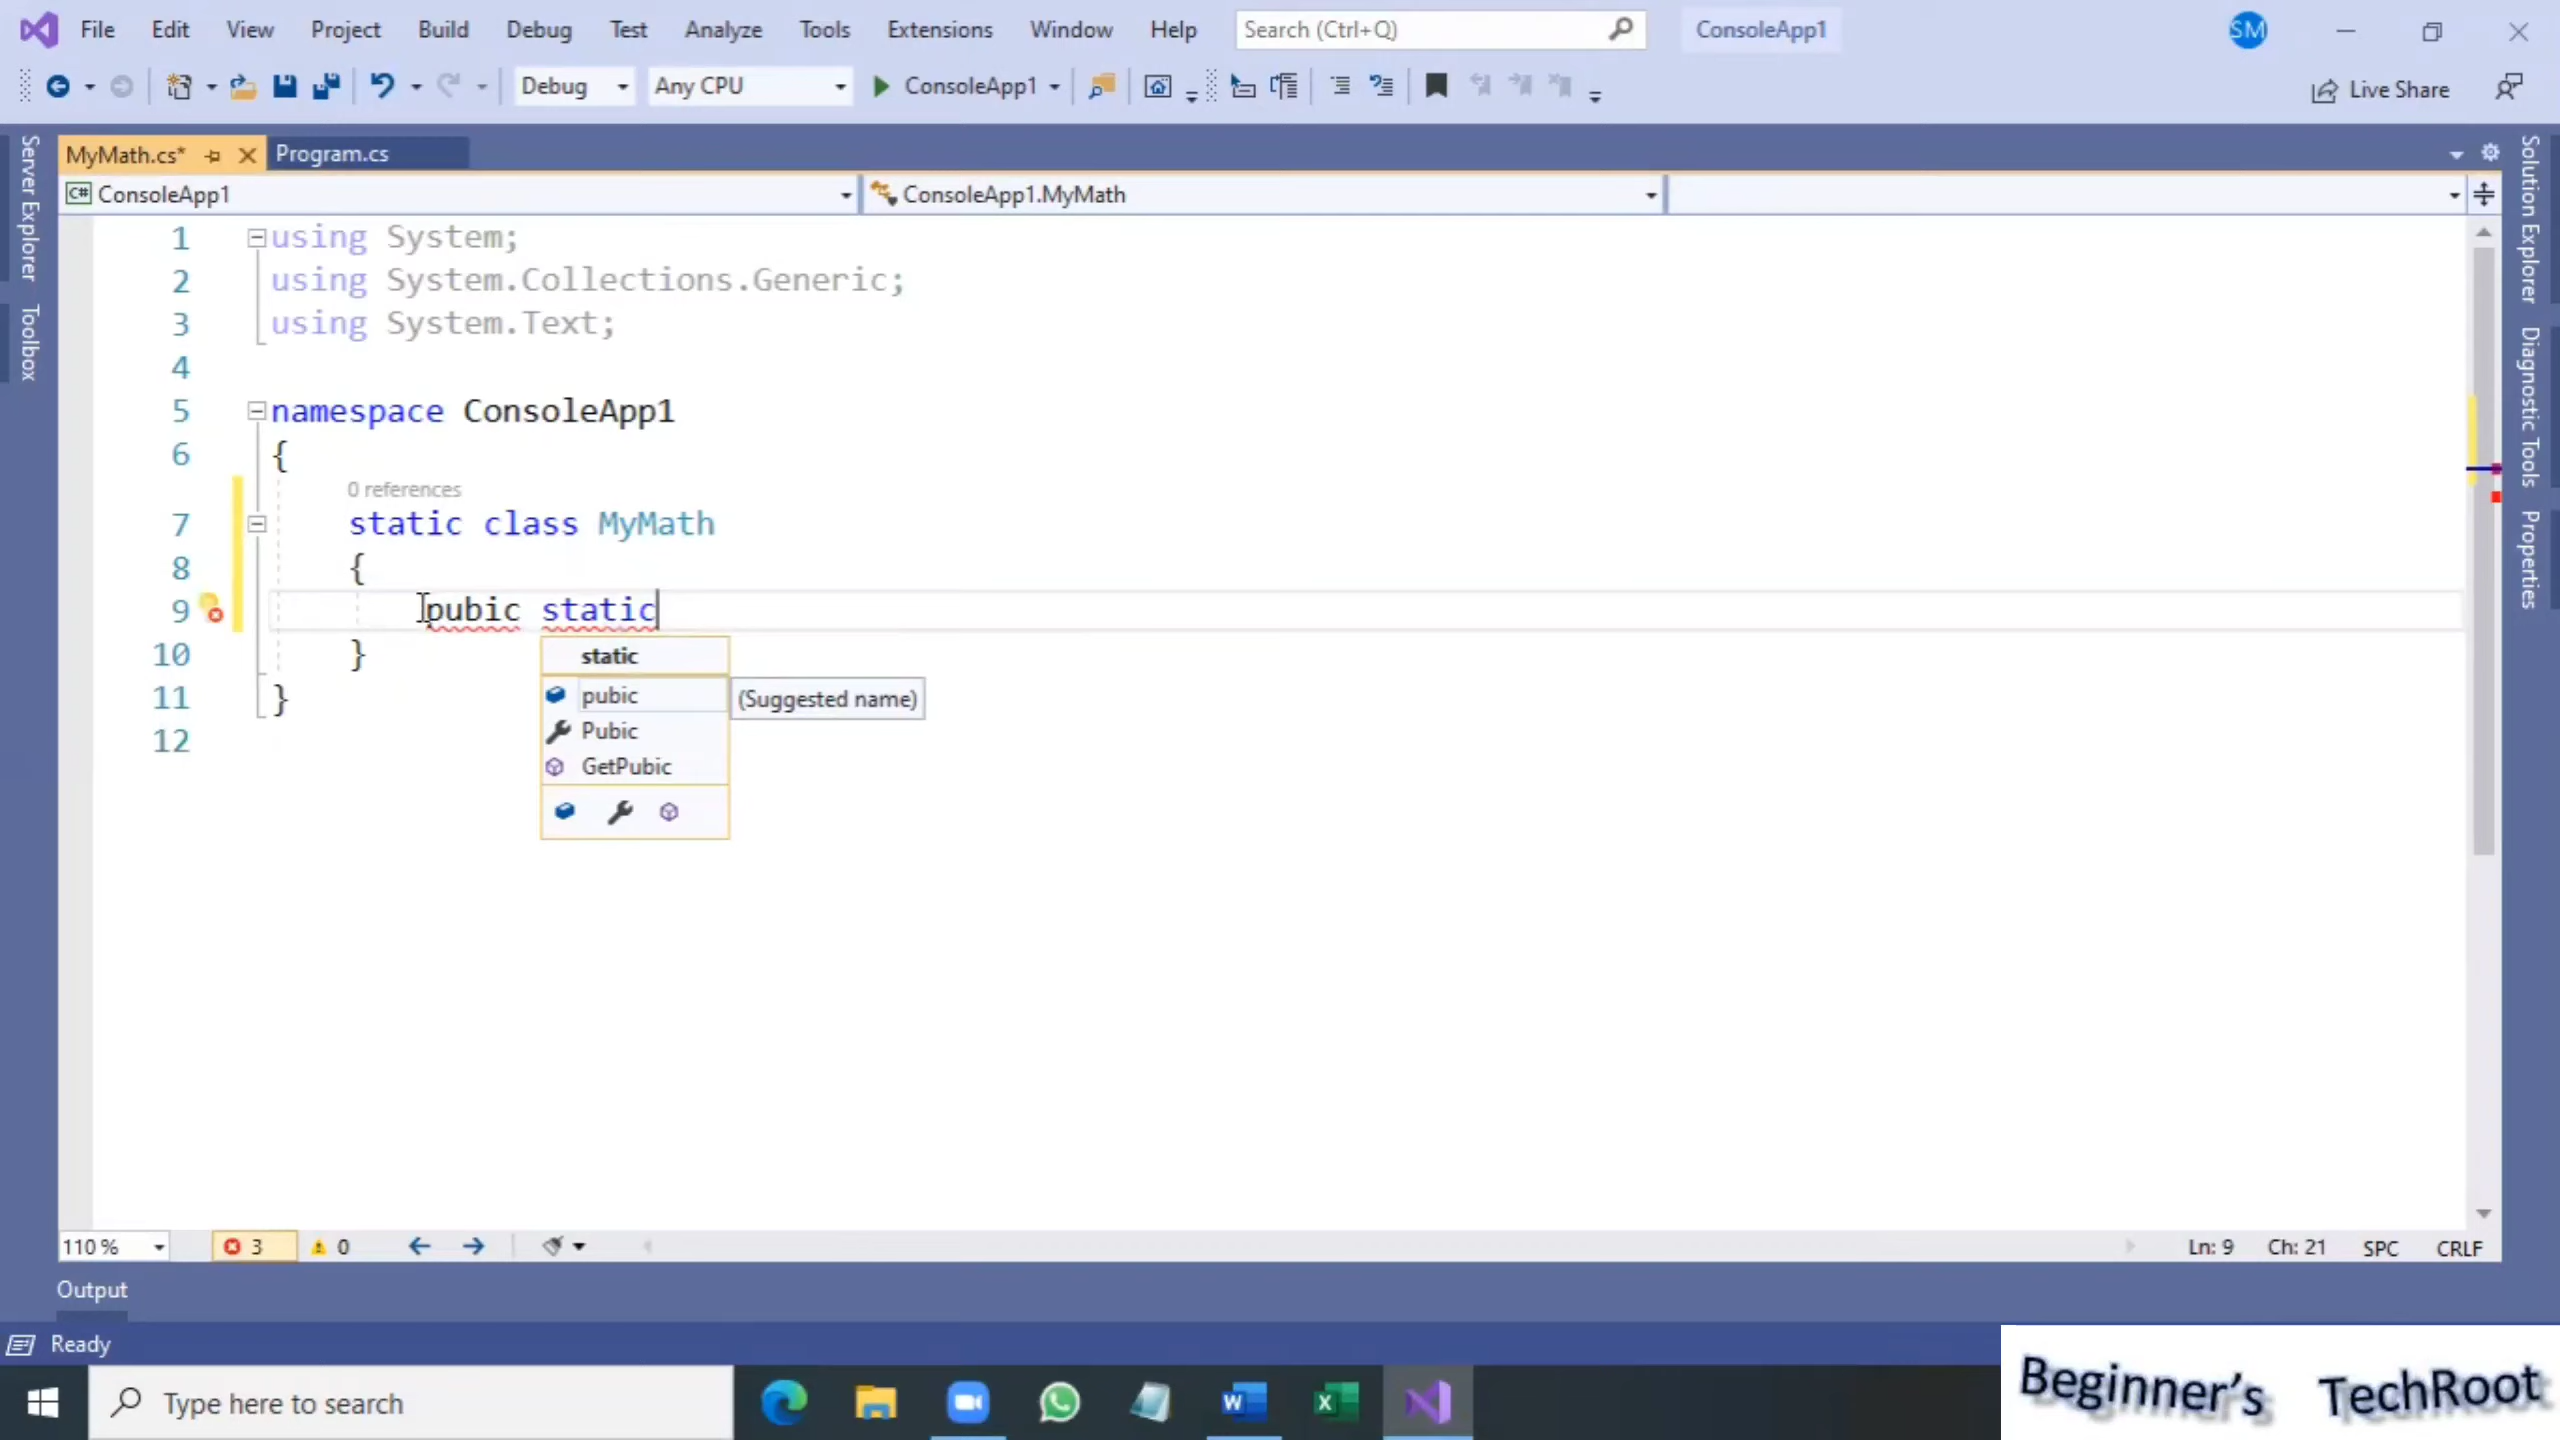 File Edit View Project Build Debug Test Analyze Tools Extensions Window Help Search (Ctrl+Q) ConsoleApp1 SM
Debug Any CPU ConsoleApp1 Live Share
MyMath.cs* Program.cs
C# ConsoleApp1 ConsoleApp1.MyMath
Server Explorer
Toolbox
1 using System;
2 using System.Collections.Generic;
3 using System.Text;
4
5 namespace ConsoleApp1
6 {
0 references
7 static class MyMath
8 {
9 pubic static
10 }
11 }
12
static
pubic (Suggested name)
Pubic
GetPubic
Solution Explorer
Diagnostic Tools
Properties
110 % 3 0 Ln: 9 Ch: 21 SPC CRLF
Output
Ready
Type here to search
Beginner's TechRoot